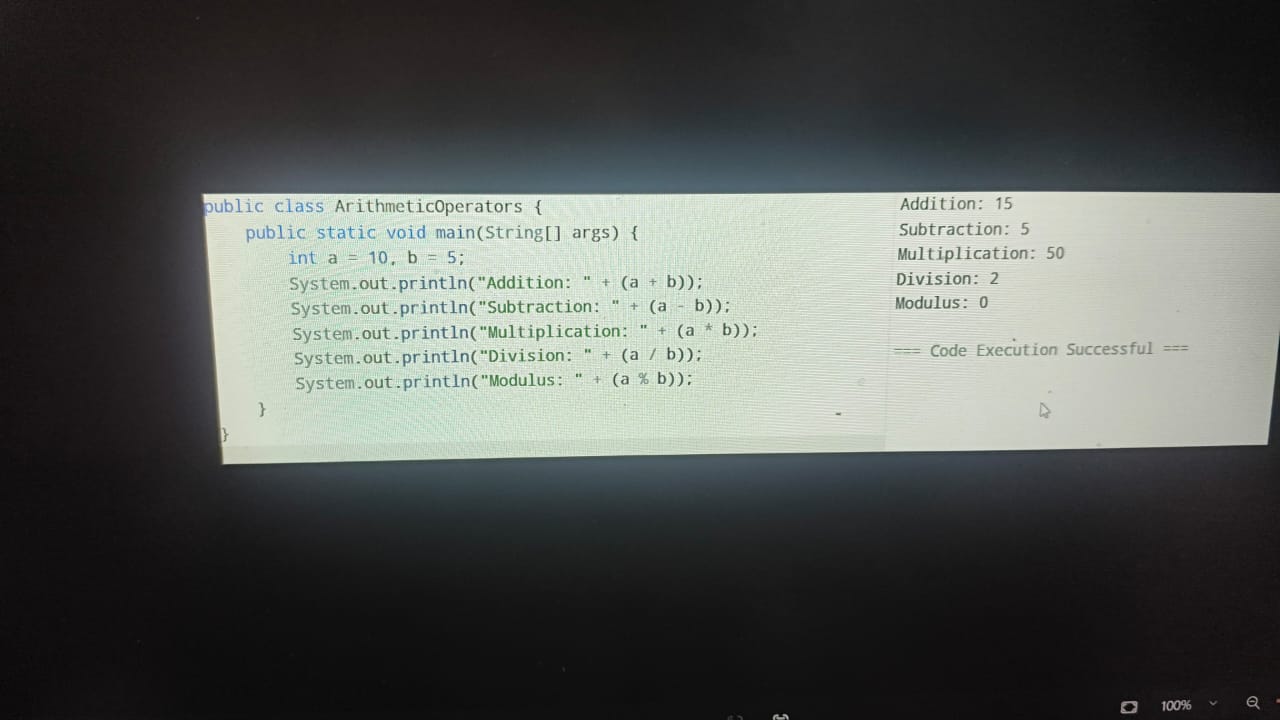 public class ArithmeticOperators {
    public static void main(String[] args) {
        int a = 10, b = 5;
        System.out.println("Addition: " + (a + b));
        System.out.println("Subtraction: " + (a - b));
        System.out.println("Multiplication: " + (a * b));
        System.out.println("Division: " + (a / b));
        System.out.println("Modulus: " + (a % b));
    }
}
Addition: 15
Subtraction: 5
Multiplication: 50
Division: 2
Modulus: 0
=== Code Execution Successful ===
100%